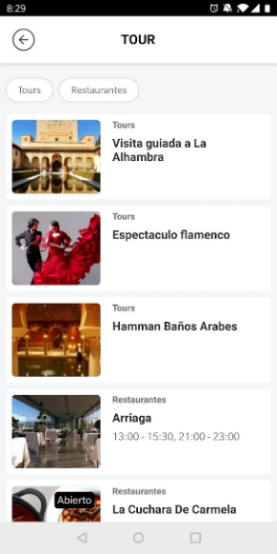 8:29
TOUR
Tours
Restaurantes
Tours
Visita guiada a La
Alhambra
Tours
Espectaculo flamenco
Tours
Hamman Baños Arabes
Restaurantes
Arriaga
13:00 - 15:30, 21:00 - 23:00
Abierto
Restaurantes
La Cuchara De Carmela